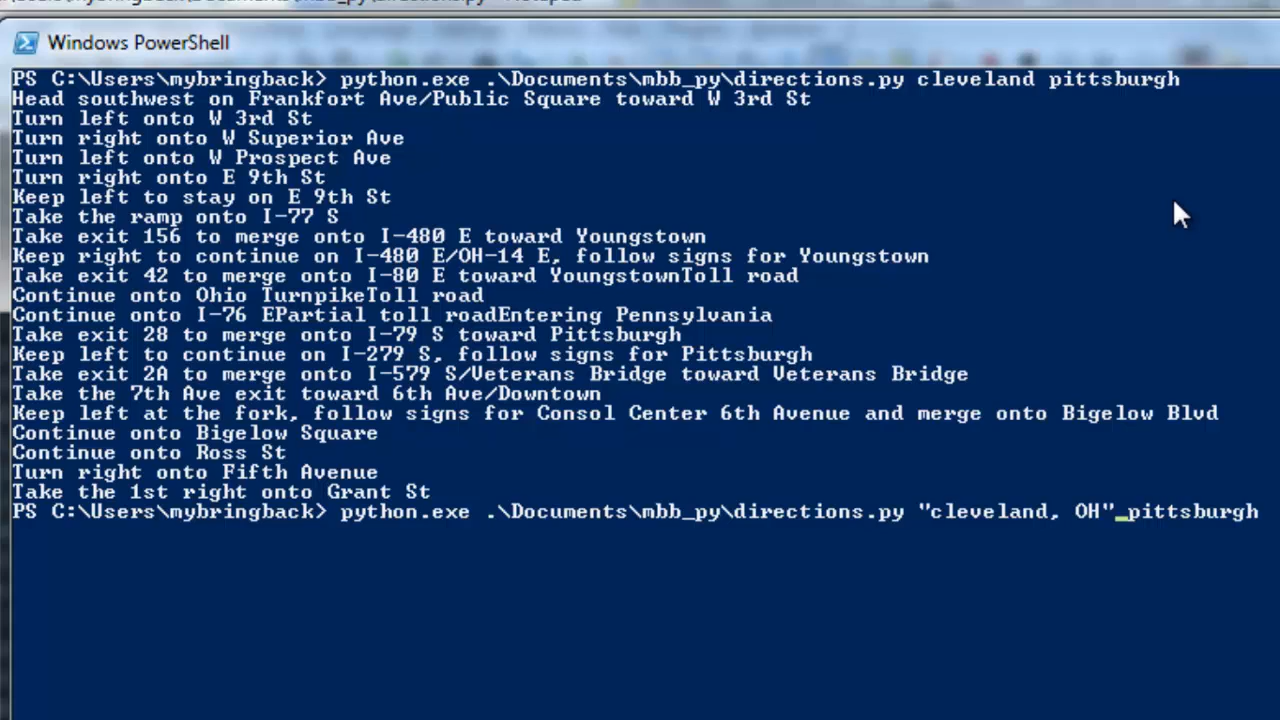 Windows PowerShell
PS C:\Users\mybringback> python.exe .\Documents\mbb_py\directions.py cleveland pittsburgh
Head southwest on Frankfort Ave/Public Square toward W 3rd St
Turn left onto W 3rd St
Turn right onto W Superior Ave
Turn left onto W Prospect Ave
Turn right onto E 9th St
Keep left to stay on E 9th St
Take the ramp onto I-77 S
Take exit 156 to merge onto I-480 E toward Youngstown
Keep right to continue on I-480 E/OH-14 E, follow signs for Youngstown
Take exit 42 to merge onto I-80 E toward YoungstownToll road
Continue onto Ohio TurnpikeToll road
Continue onto I-76 EPartial toll roadEntering Pennsylvania
Take exit 28 to merge onto I-79 S toward Pittsburgh
Keep left to continue on I-279 S, follow signs for Pittsburgh
Take exit 2A to merge onto I-579 S/Veterans Bridge toward Veterans Bridge
Take the 7th Ave exit toward 6th Ave/Downtown
Keep left at the fork, follow signs for Consol Center 6th Avenue and merge onto Bigelow Blvd
Continue onto Bigelow Square
Continue onto Ross St
Turn right onto Fifth Avenue
Take the 1st right onto Grant St
PS C:\Users\mybringback> python.exe .\Documents\mbb_py\directions.py "cleveland, OH" pittsburgh